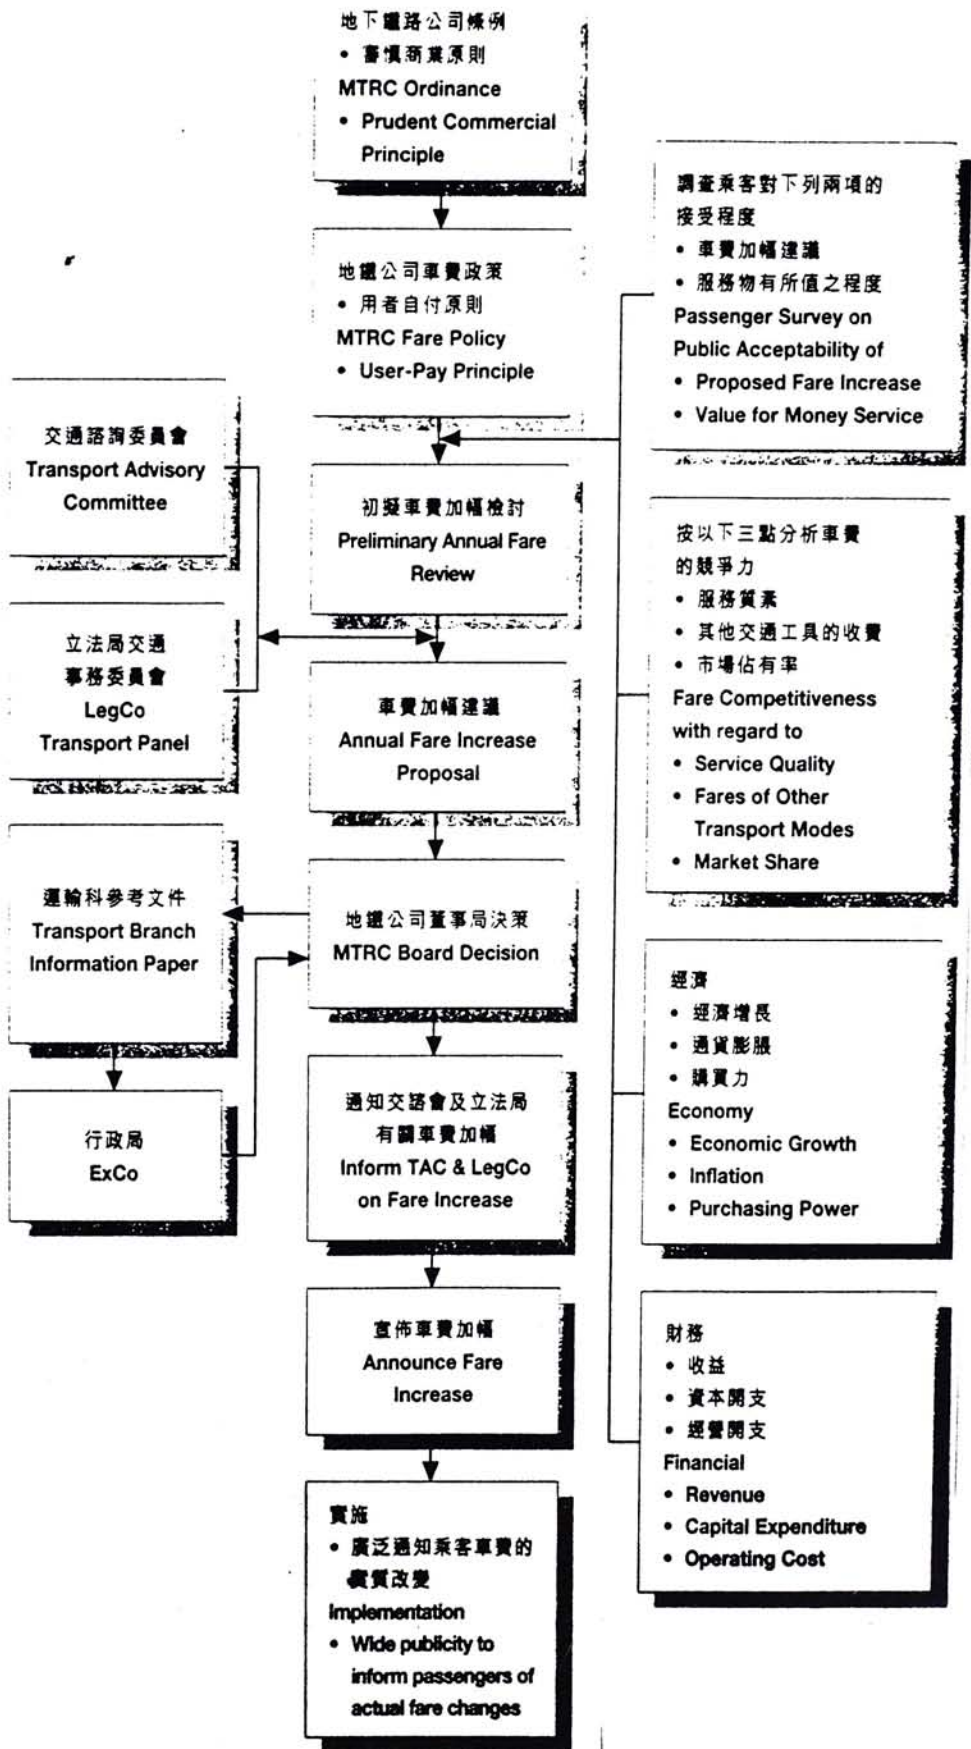 地下鐵路公司條例
• 審慎商業原則
MTRC Ordinance
• Prudent Commercial
Principle
地鐵公司車費政策
• 用者自付原則
MTRC Fare Policy
• User-Pay Principle
初擬車費加幅檢討
Preliminary Annual Fare
Review
車費加幅建議
Annual Fare Increase
Proposal
地鐵公司董事局決策
MTRC Board Decision
通知交諮會及立法局
有關車費加幅
Inform TAC & LegCo
on Fare Increase
宣佈車費加幅
Announce Fare
Increase
實施
• 廣泛通知乘客車費的
實質改變
Implementation
• Wide publicity to
inform passengers of
actual fare changes
交通諮詢委員會
Transport Advisory
Committee
立法局交通
事務委員會
LegCo
Transport Panel
運輸科參考文件
Transport Branch
Information Paper
行政局
ExCo
調查乘客對下列兩項的
接受程度
• 車費加幅建議
• 服務物有所值之程度
Passenger Survey on
Public Acceptability of
• Proposed Fare Increase
• Value for Money Service
按以下三點分析車費
的競爭力
• 服務質素
• 其他交通工具的收費
• 市場佔有率
Fare Competitiveness
with regard to
• Service Quality
• Fares of Other
Transport Modes
• Market Share
經濟
• 經濟增長
• 通貨膨脹
• 購買力
Economy
• Economic Growth
• Inflation
• Purchasing Power
財務
• 收益
• 資本開支
• 經營開支
Financial
• Revenue
• Capital Expenditure
• Operating Cost